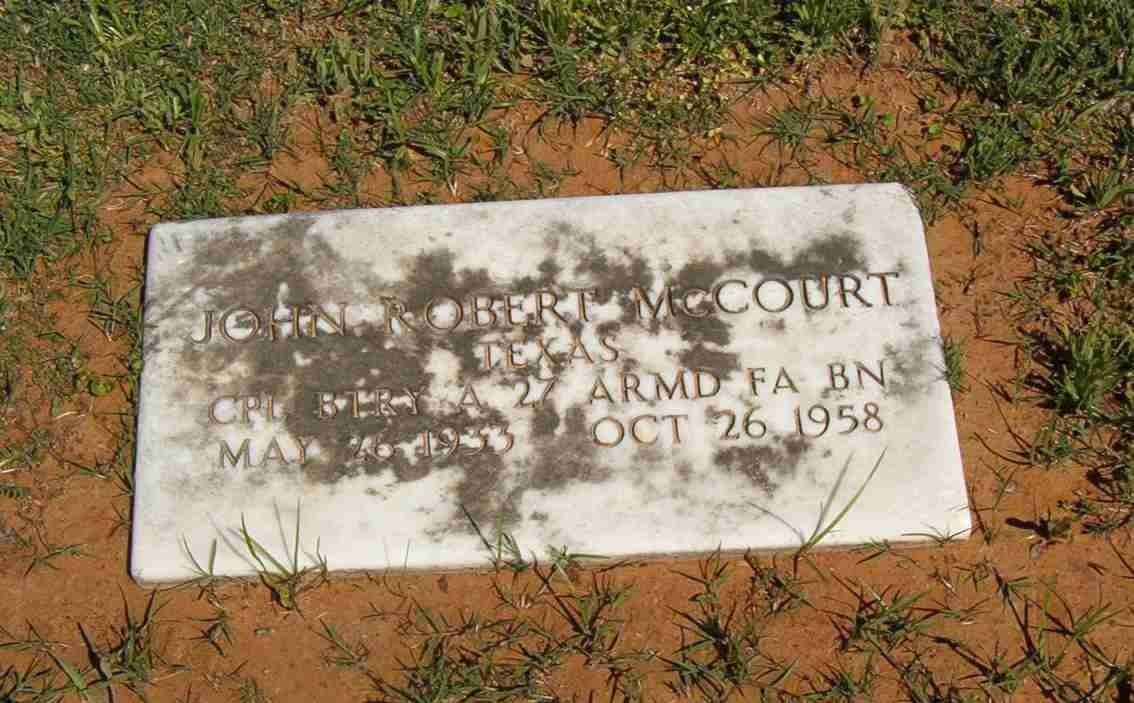 JOHN ROBERT McCOURT
TEXAS
CPL BTRY A 27 ARMD FA BN
MAY 26 1933 OCT 26 1958